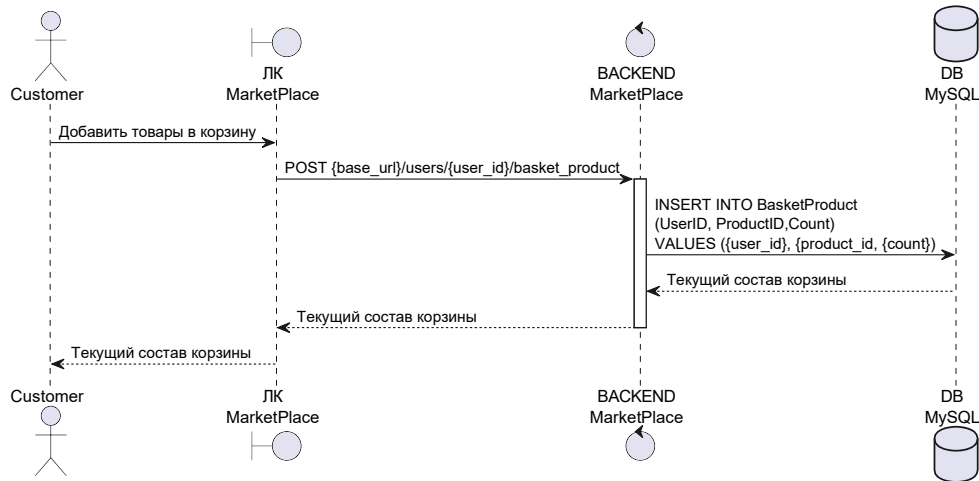 Customer
ЛК
MarketPlace
BACKEND
MarketPlace
DB
MySQL
Добавить товары в корзину
POST {base_url}/users/{user_id}/basket_product
INSERT INTO BasketProduct
(UserID, ProductID,Count)
VALUES ({user_id}, {product_id, {count})
Текущий состав корзины
Текущий состав корзины
Текущий состав корзины
Customer
ЛК
MarketPlace
BACKEND
MarketPlace
DB
MySQL